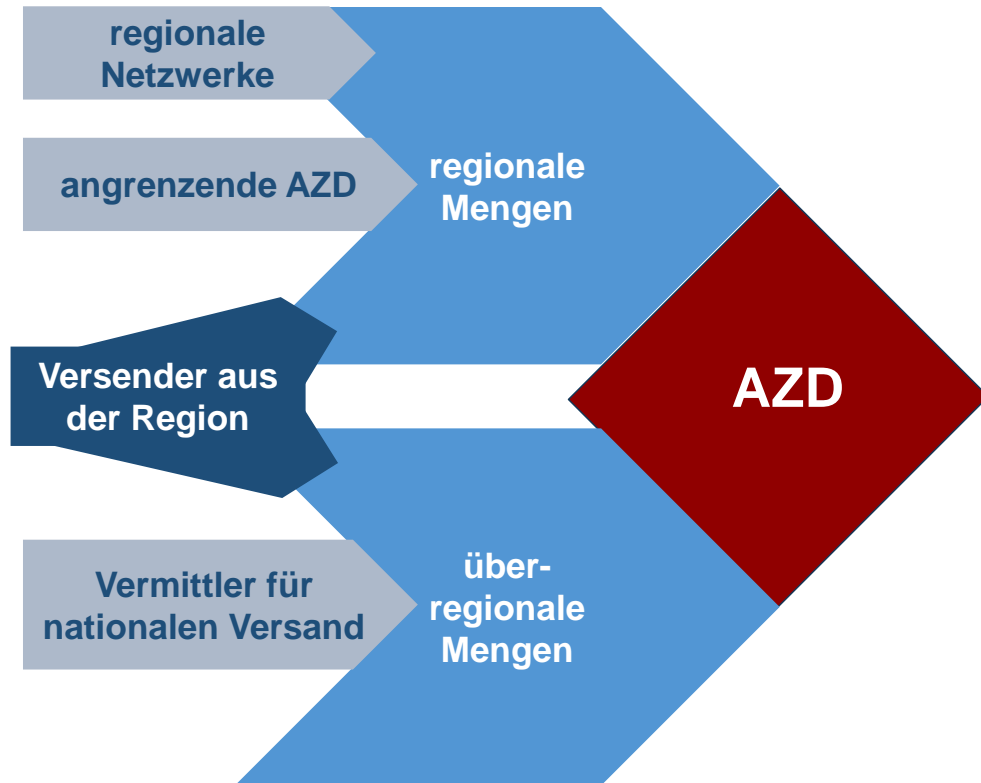 regionale
Netzwerke
angrenzende AZD
regionale
Mengen
Versender aus
der Region
AZD
Vermittler für
nationalen Versand
über-
regionale
Mengen